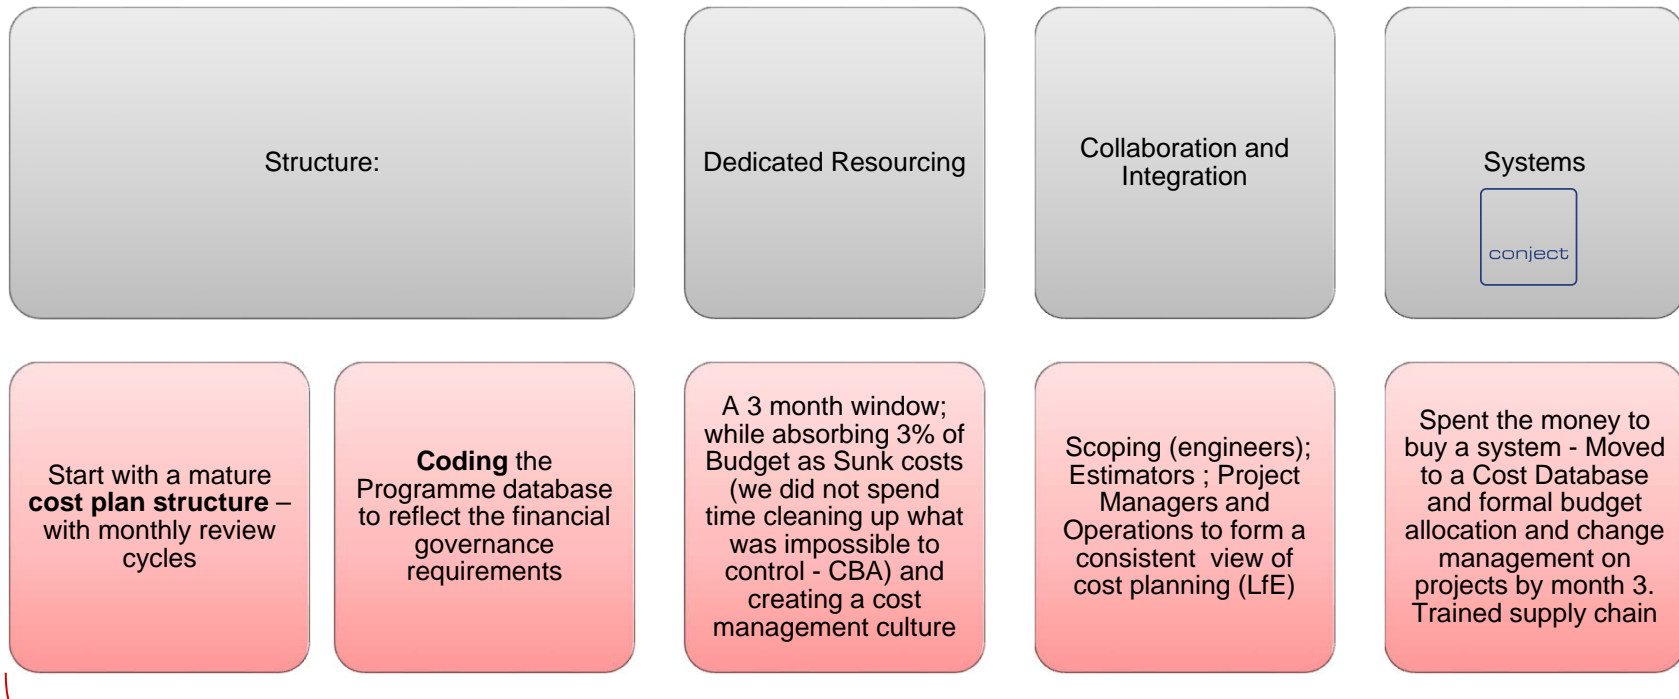 Structure:
Dedicated Resourcing
Collaboration and
Integration
Systems
conject
Start with a mature
cost plan structure –
with monthly review
cycles
Coding the
Programme database
to reflect the financial
governance
requirements
A 3 month window;
while absorbing 3% of
Budget as Sunk costs
(we did not spend
time cleaning up what
was impossible to
control - CBA) and
creating a cost
management culture
Scoping (engineers);
Estimators ; Project
Managers and
Operations to form a
consistent view of
cost planning (LfE)
Spent the money to
buy a system - Moved
to a Cost Database
and formal budget
allocation and change
management on
projects by month 3.
Trained supply chain